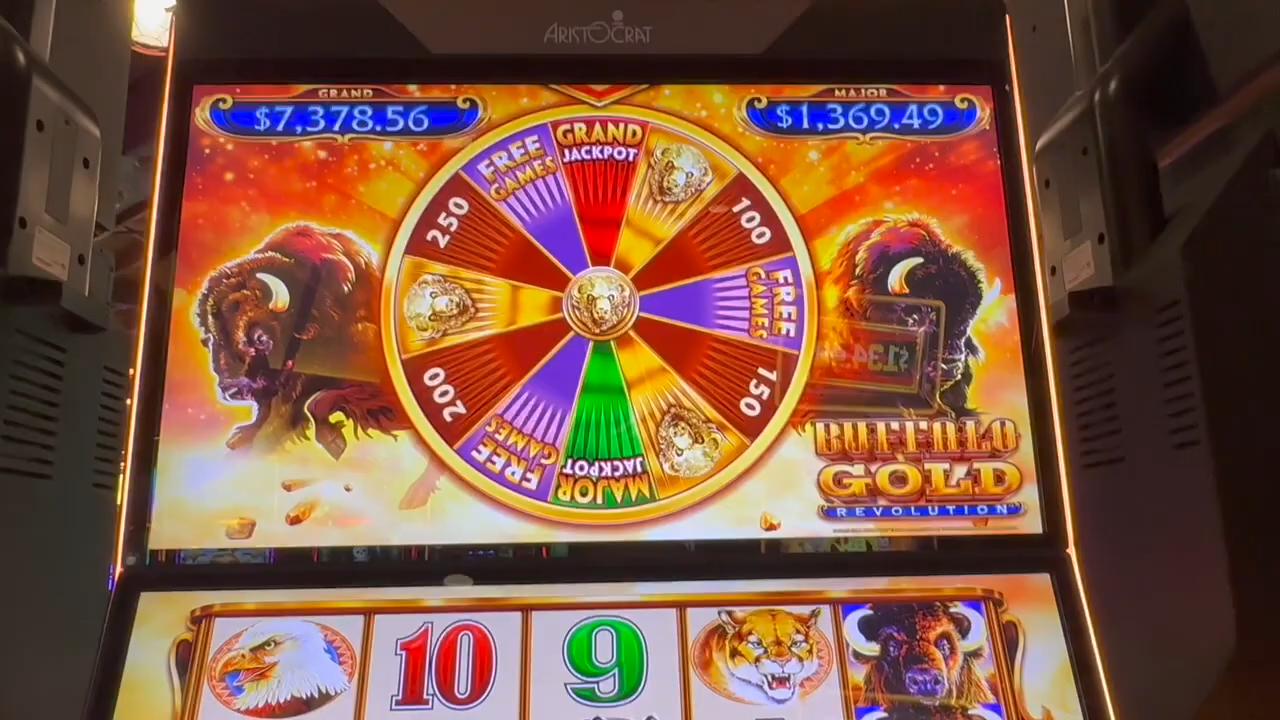 ARISTOCRAT
GRAND
$7,378.56
MAJOR
$1,369.49
GRAND
JACKPOT
100
FREE
GAMES
150
MAJOR
JACKPOT
FREE
GAMES
200
250
FREE
GAMES
BUFFALO
GOLD
REVOLUTION
10
9